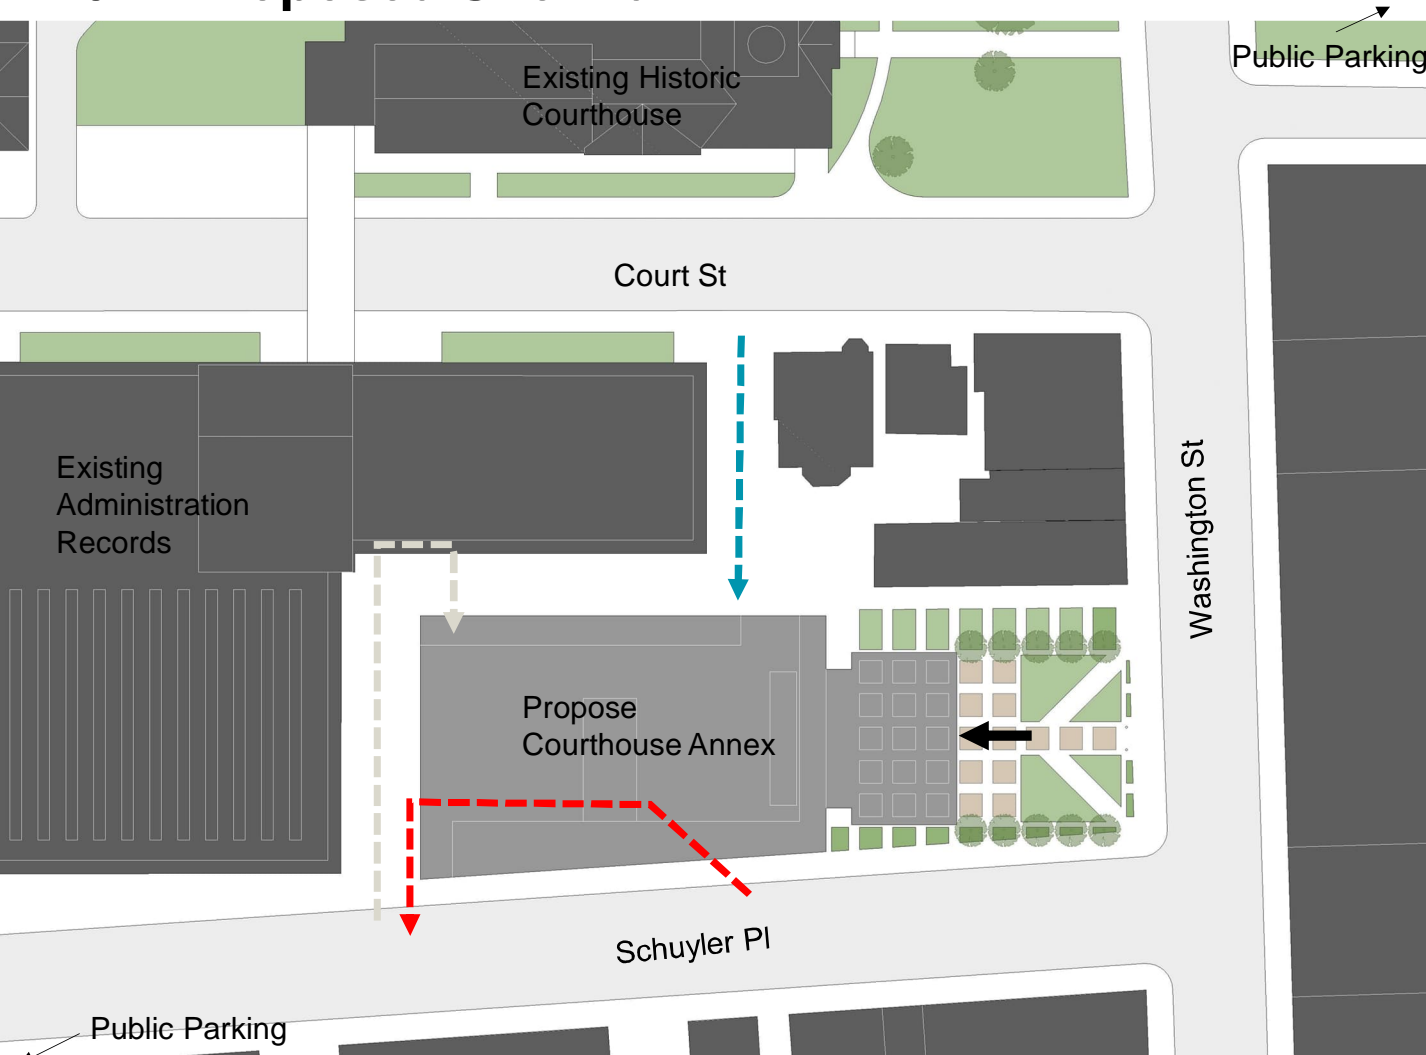 Public Parking
Existing Historic
Courthouse
Court St
Existing
Administration
Records
Washington St
Propose
Courthouse Annex
Schuyler Pl
Public Parking